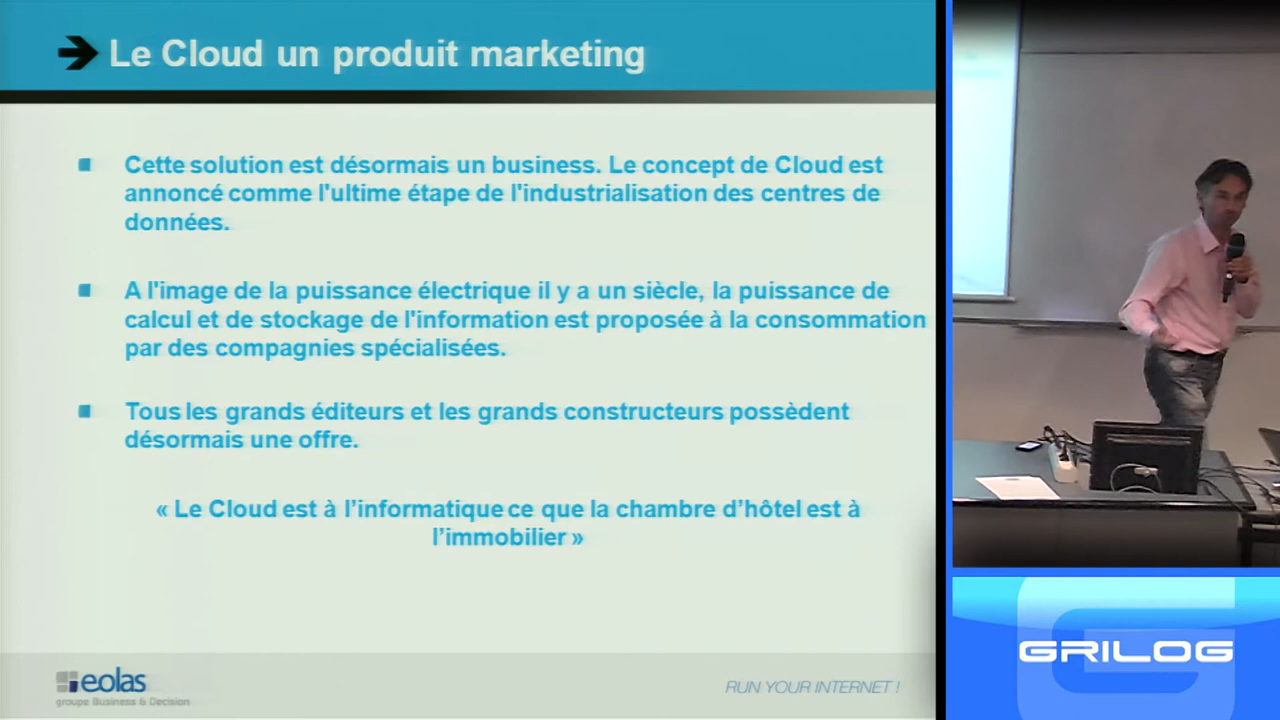 Le Cloud un produit marketing
Cette solution est désormais un business. Le concept de Cloud est
annoncé comme l'ultime étape de l'industrialisation des centres de
données.
A l'image de la puissance électrique il y a un siècle, la puissance de
calcul et de stockage de l'information est proposée à la consommation
par des compagnies spécialisées.
Tous les grands éditeurs et les grands constructeurs possèdent
désormais une offre.
« Le Cloud est à l’informatique ce que la chambre d’hôtel est à
l’immobilier »
eolas
groupe Business & Decision
RUN YOUR INTERNET !
GRILOG